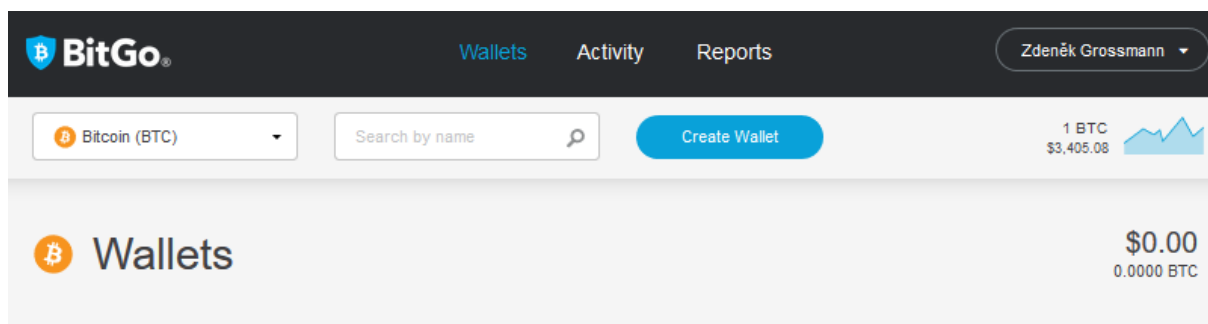 BitGo® Wallets Activity Reports Zdeněk Grossmann
Bitcoin (BTC) Search by name Create Wallet 1 BTC
$3,405.08
Wallets $0.00
0.0000 BTC